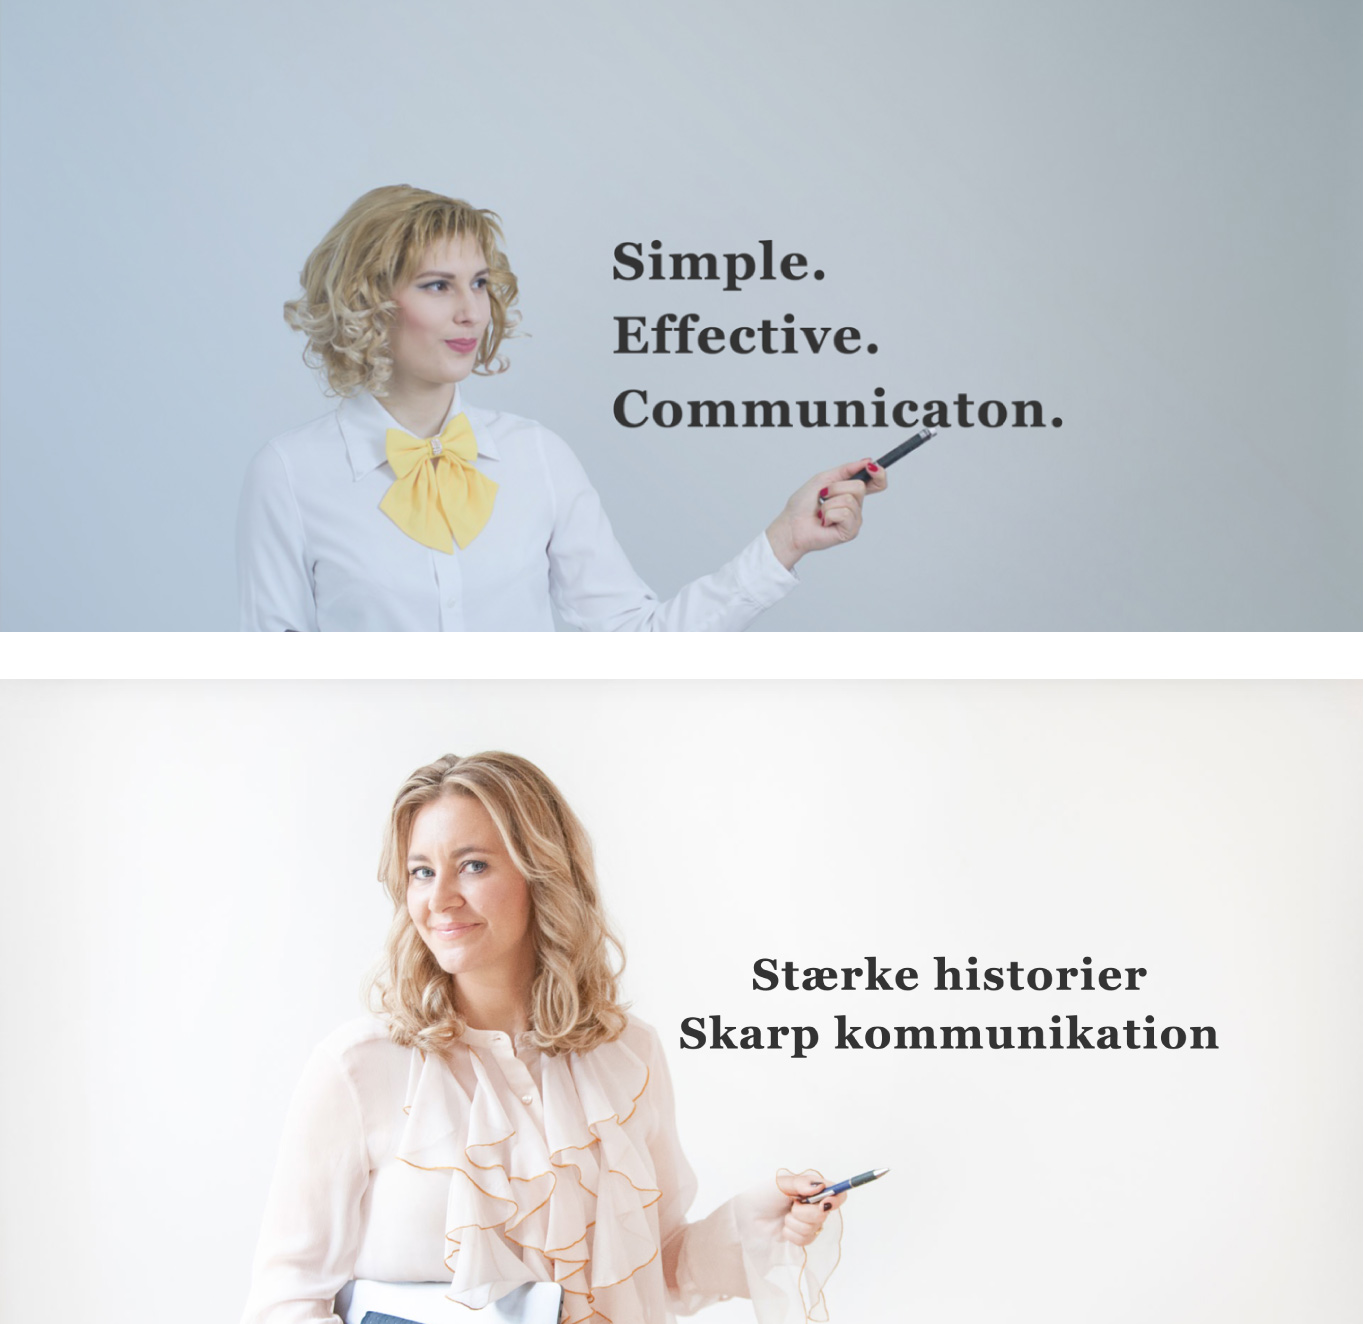 Simple.
Effective.
Communicaton.
Stærke historier
Skarp kommunikation